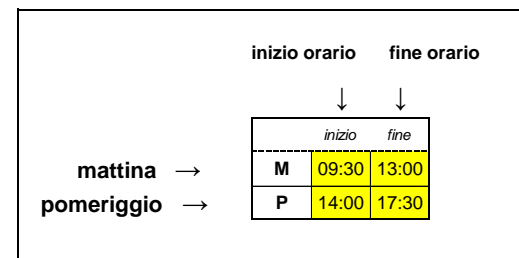 inizio orario fine orario
↓ ↓
inizio fine
mattina → M 09:30 13:00
pomeriggio → P 14:00 17:30